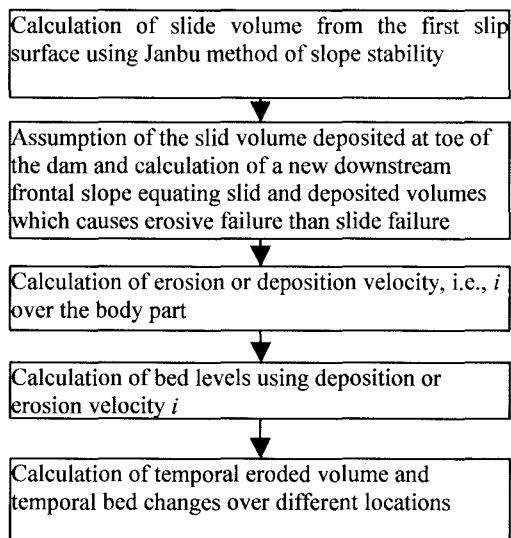 Calculation of slide volume from the first slip
surface using Janbu method of slope stability
Assumption of the slid volume deposited at toe of
the dam and calculation of a new downstream
frontal slope equating slid and deposited volumes
which causes erosive failure than slide failure
Calculation of erosion or deposition velocity, i.e., i
over the body part
Calculation of bed levels using deposition or
erosion velocity i
Calculation of temporal eroded volume and
temporal bed changes over different locations